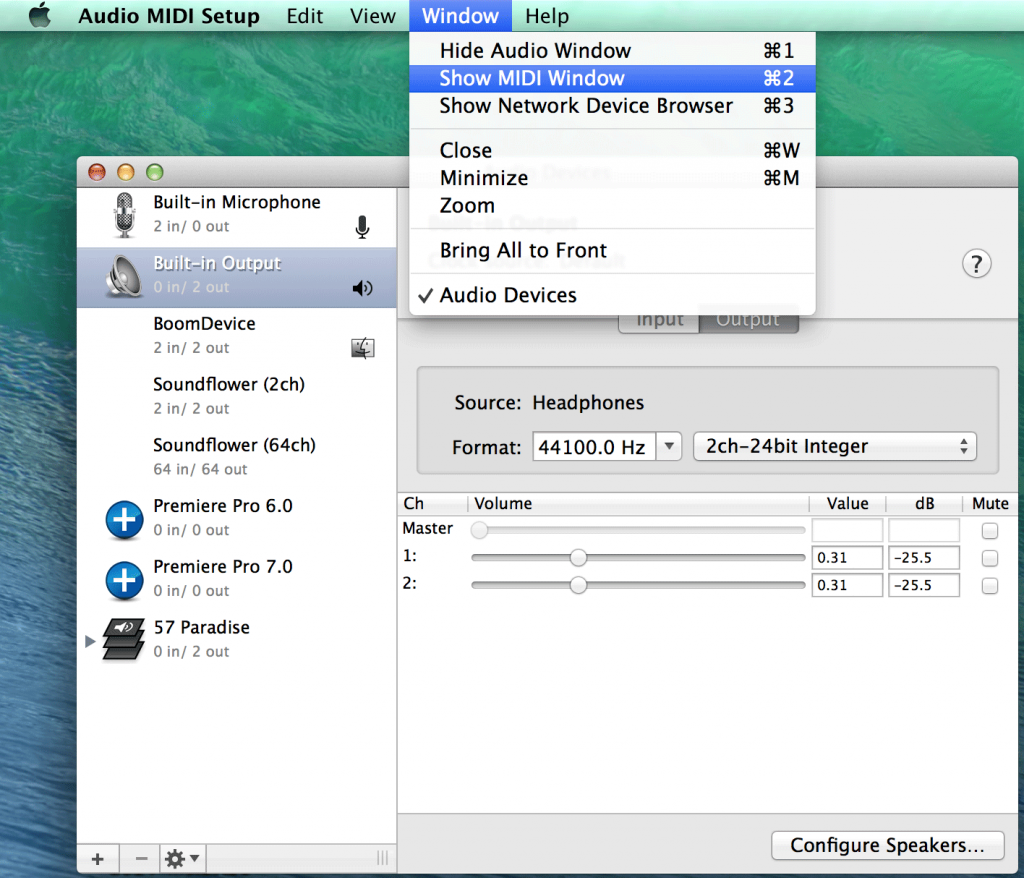 Audio MIDI Setup Edit View Window Help
Hide Audio Window ⌘1
Show MIDI Window ⌘2
Show Network Device Browser ⌘3
Close ⌘W
Minimize ⌘M
Zoom
Bring All to Front
✓ Audio Devices
Built-in Microphone
2 in/ 0 out
Built-in Output
0 in/ 2 out
BoomDevice
2 in/ 2 out
Soundflower (2ch)
2 in/ 2 out
Soundflower (64ch)
64 in/ 64 out
Premiere Pro 6.0
0 in/ 0 out
Premiere Pro 7.0
0 in/ 0 out
57 Paradise
0 in/ 2 out
?
Input Output
Source: Headphones
Format: 44100.0 Hz 2ch-24bit Integer
Ch Volume Value dB Mute
Master
1: 0.31 -25.5
2: 0.31 -25.5
Configure Speakers...